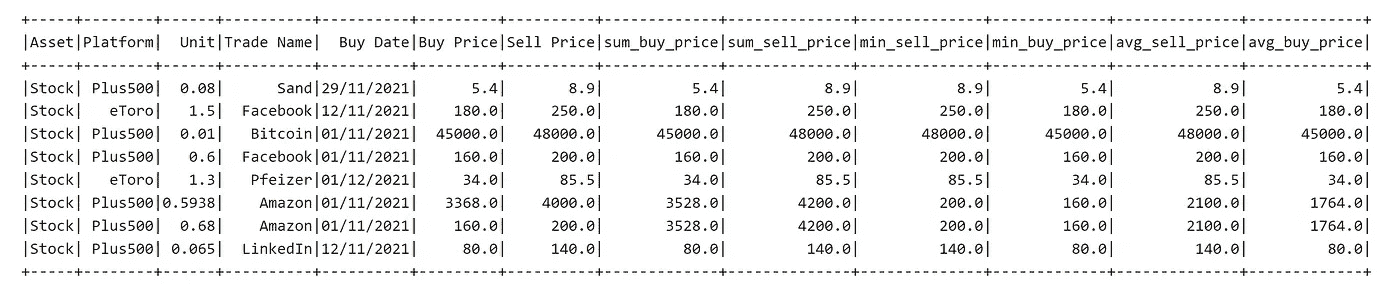 +-----+--------+------+----------+----------+---------+----------+-------------+--------------+--------------+-------------+--------------+-------------+
|Asset|Platform|  Unit|Trade Name|  Buy Date|Buy Price|Sell Price|sum_buy_price|sum_sell_price|min_sell_price|min_buy_price|avg_sell_price|avg_buy_price|
+-----+--------+------+----------+----------+---------+----------+-------------+--------------+--------------+-------------+--------------+-------------+
|Stock| Plus500|  0.08|      Sand|29/11/2021|      5.4|       8.9|          5.4|           8.9|           8.9|          5.4|           8.9|          5.4|
|Stock|   eToro|   1.5|  Facebook|12/11/2021|    180.0|     250.0|        180.0|         250.0|         250.0|        180.0|         250.0|        180.0|
|Stock| Plus500|  0.01|   Bitcoin|01/11/2021|  45000.0|   48000.0|      45000.0|       48000.0|       48000.0|      45000.0|       48000.0|      45000.0|
|Stock| Plus500|   0.6|  Facebook|01/11/2021|    160.0|     200.0|        160.0|         200.0|         200.0|        160.0|         200.0|        160.0|
|Stock|   eToro|   1.3|   Pfeizer|01/12/2021|     34.0|      85.5|         34.0|          85.5|          85.5|         34.0|          85.5|         34.0|
|Stock| Plus500|0.5938|    Amazon|01/11/2021|   3368.0|    4000.0|       3528.0|        4200.0|         200.0|        160.0|        2100.0|       1764.0|
|Stock| Plus500|  0.68|    Amazon|01/11/2021|    160.0|     200.0|       3528.0|        4200.0|         200.0|        160.0|        2100.0|       1764.0|
|Stock| Plus500| 0.065|  LinkedIn|12/11/2021|     80.0|     140.0|         80.0|         140.0|         140.0|         80.0|         140.0|         80.0|
+-----+--------+------+----------+----------+---------+----------+-------------+--------------+--------------+-------------+--------------+-------------+